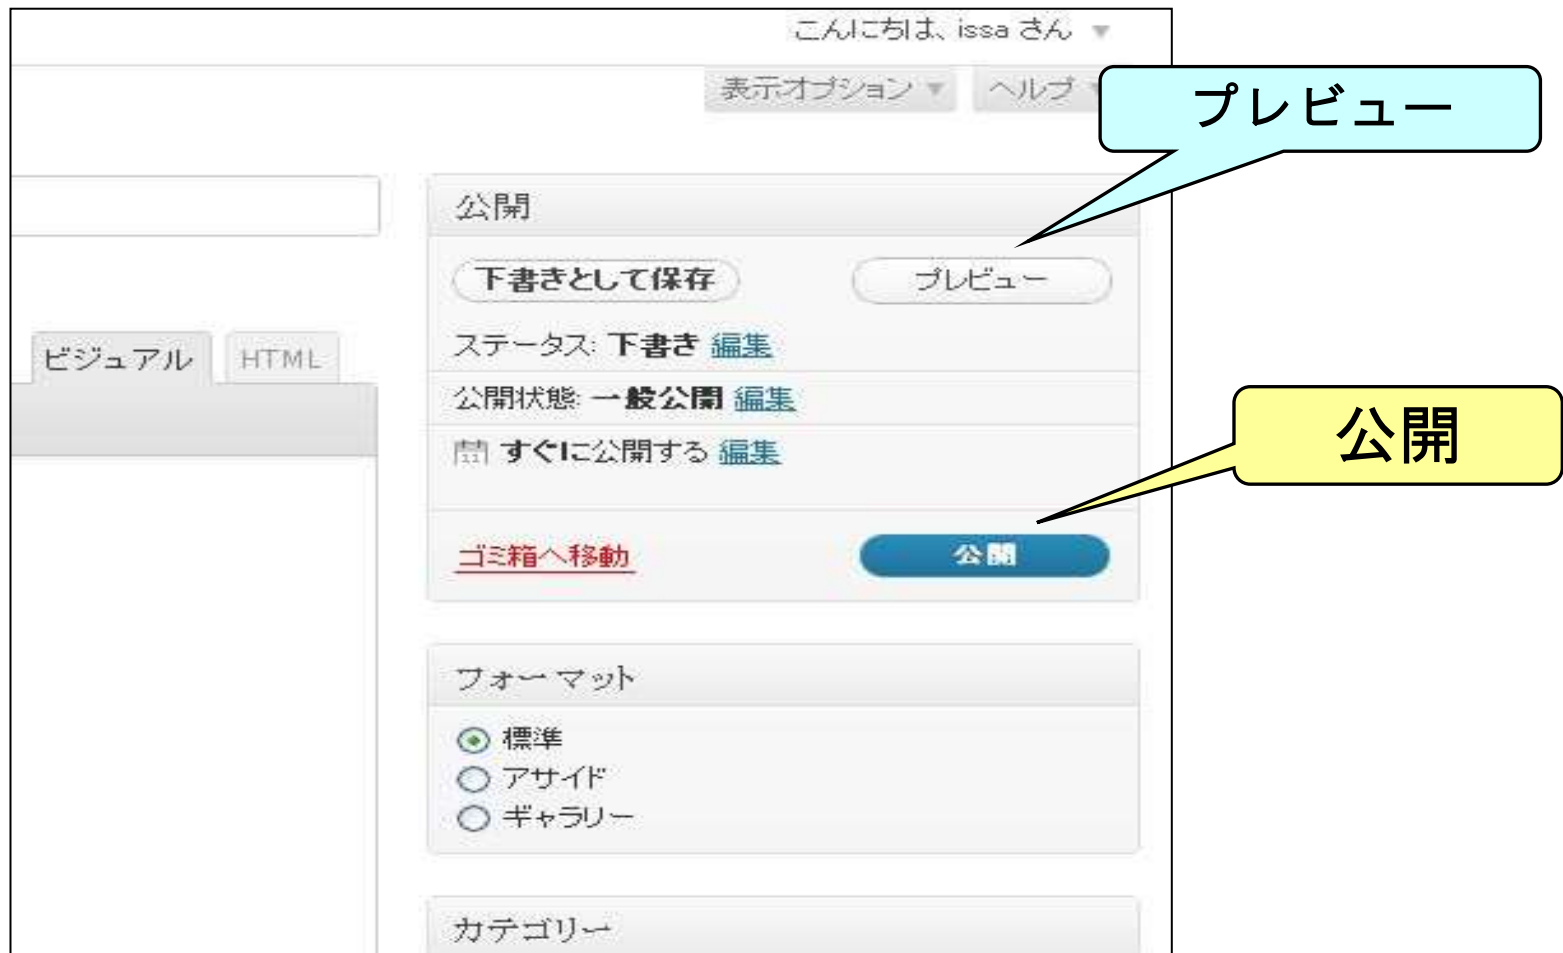 こんにちは、issa さん
表示オプション ヘルプ
プレビュー
公開
下書きとして保存 プレビュー
ステータス: 下書き 編集
ビジュアル HTML
公開状態: 一般公開 編集
すぐに公開する 編集
公開
ゴミ箱へ移動 公開
フォーマット
標準
アサイド
ギャラリー
カテゴリー